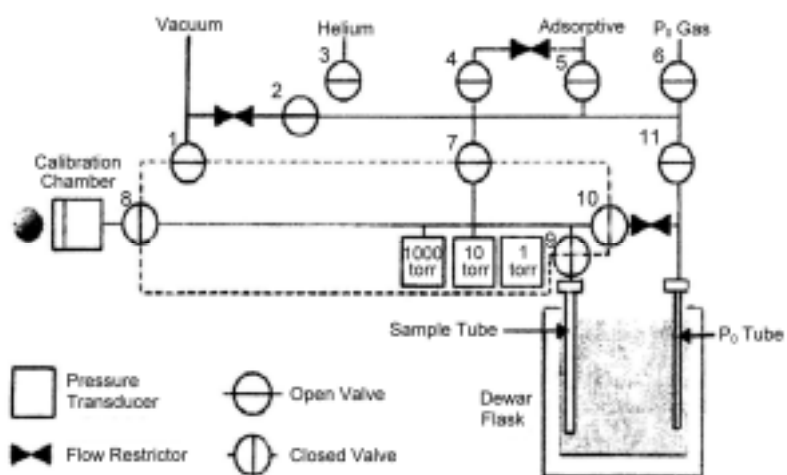 Vacuum
Helium
Adsorptive
P₀ Gas
3
4
5
6
2
1
7
11
Calibration
Chamber
8
10
9
1000
torr
10
torr
1
torr
Sample Tube
P₀ Tube
Pressure
Transducer
Open Valve
Dewar
Flask
Flow Restrictor
Closed Valve